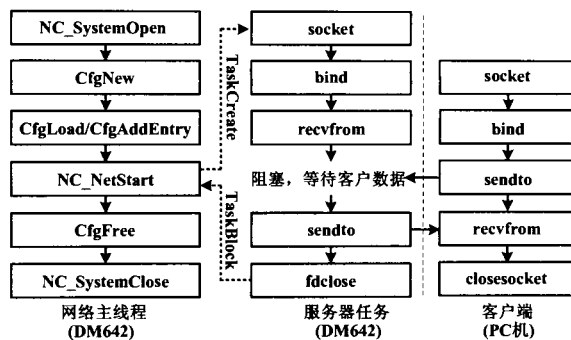 NC_SystemOpen
CfgNew
CfgLoad/CfgAddEntry
NC_NetStart
CfgFree
NC_SystemClose
网络主线程
(DM642)
TaskCreate
TaskBlock
socket
bind
recvfrom
阻塞，等待客户数据
sendto
fdclose
服务器任务
(DM642)
socket
bind
sendto
recvfrom
closesocket
客户端
(PC机)